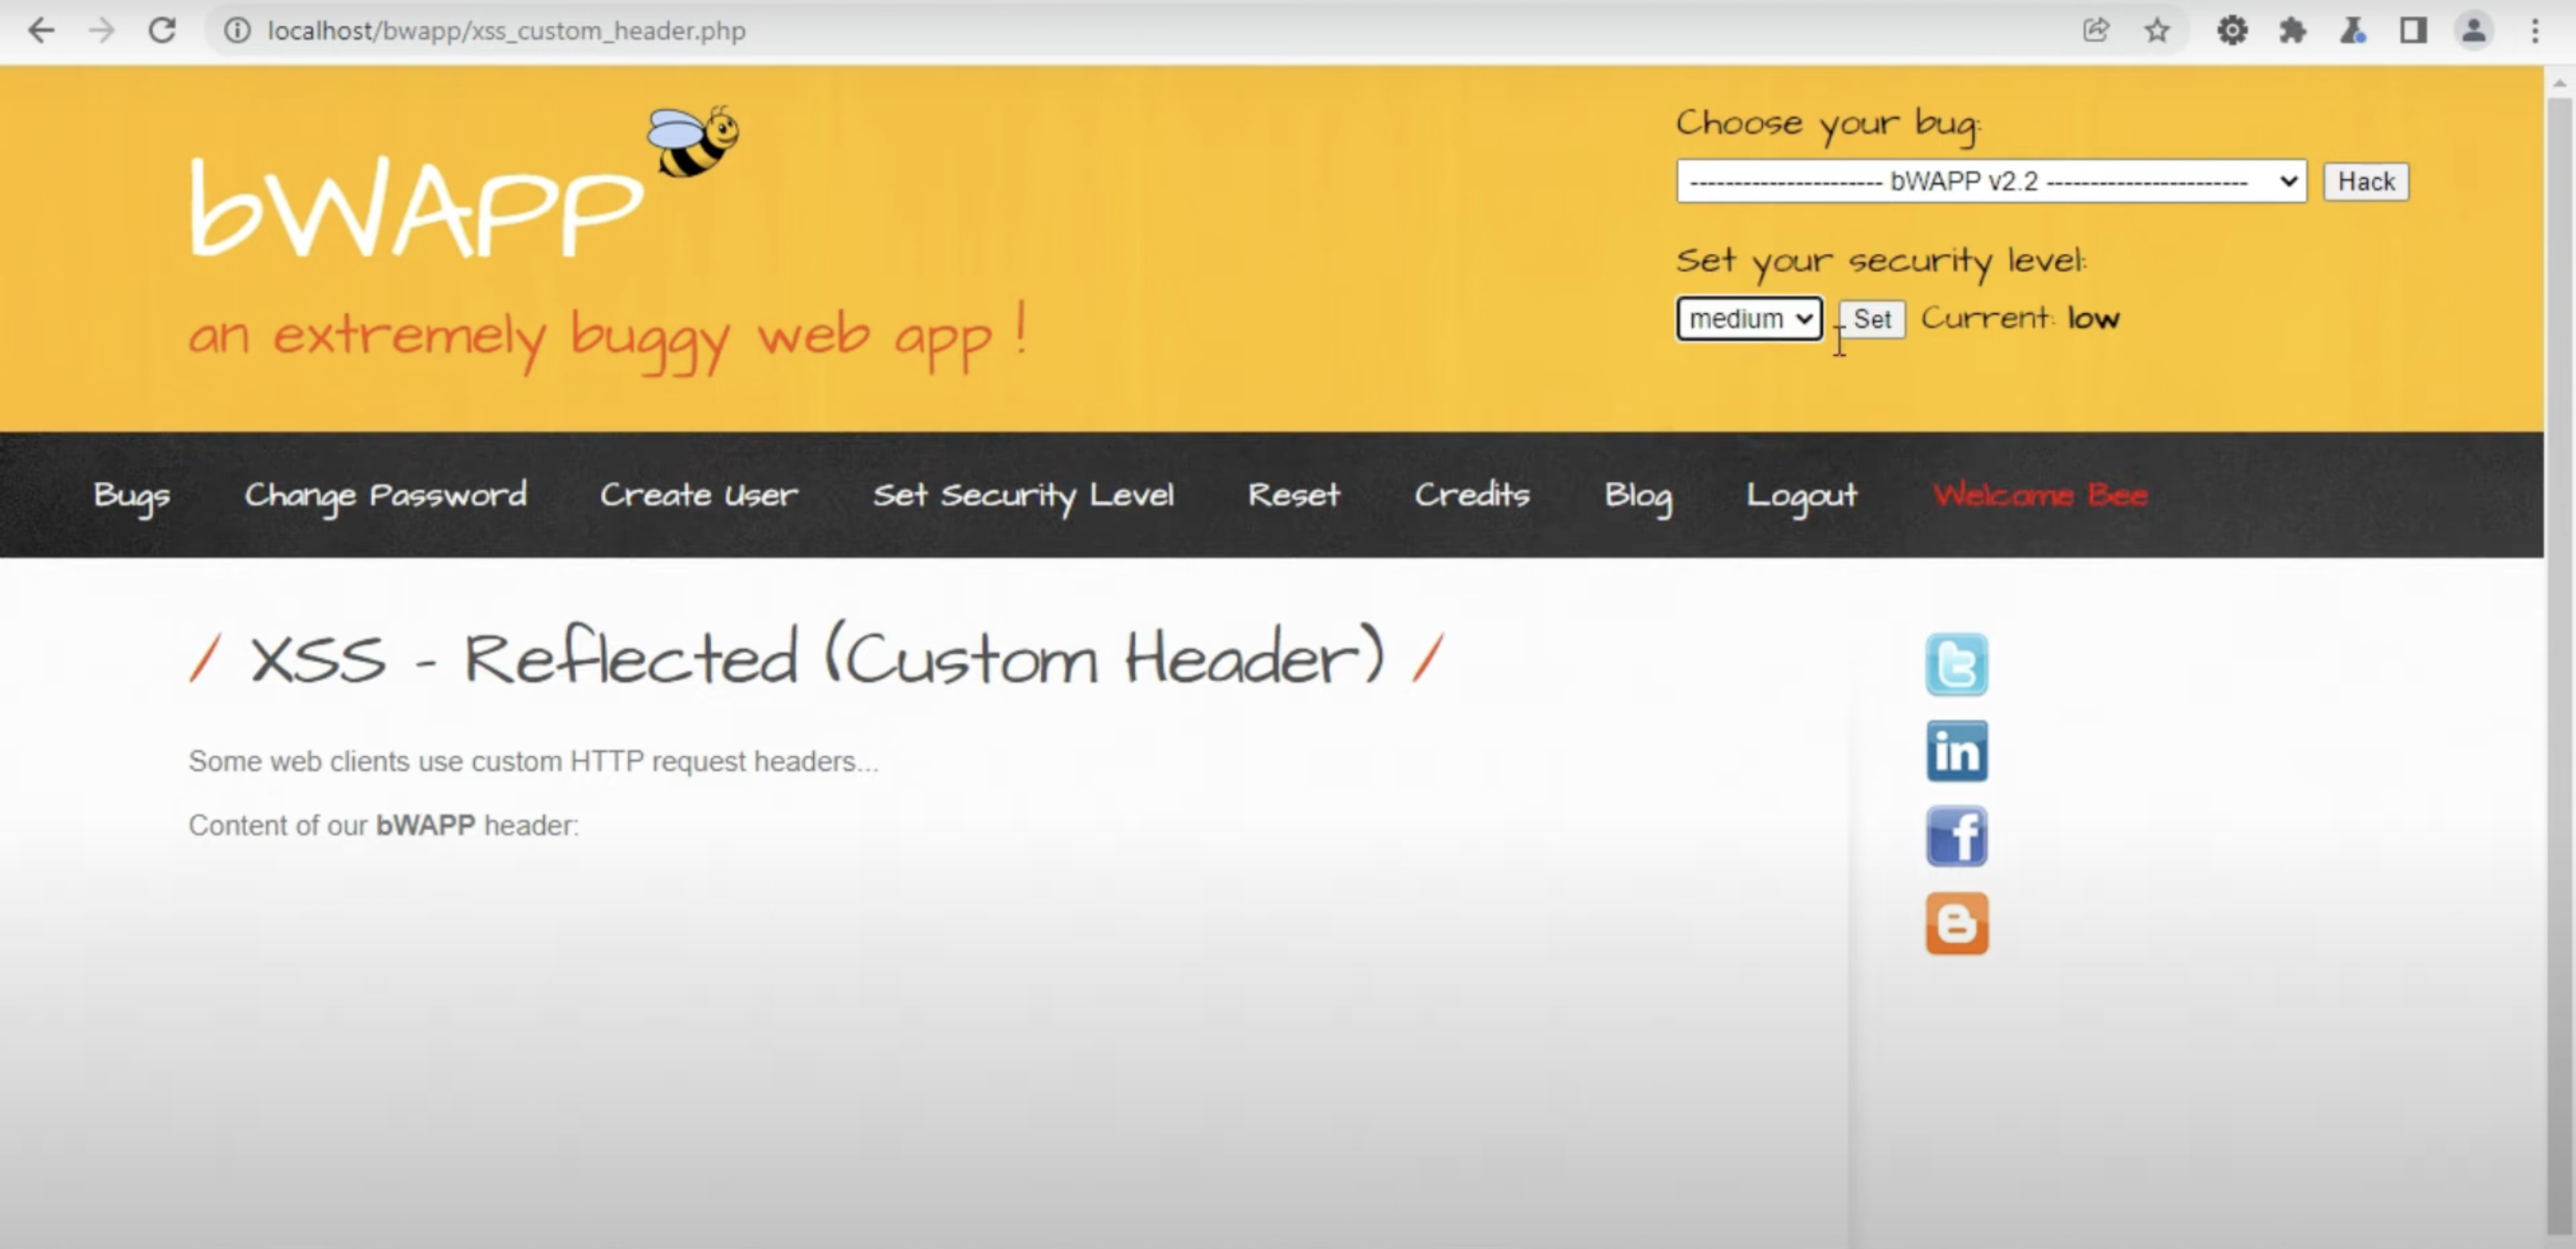 localhost/bwapp/xss_custom_header.php
Choose your bug:
---------------------- bWAPP v2.2 ----------------------- Hack
bWAPP
Set your security level:
medium Set Current: low
an extremely buggy web app !
Bugs Change Password Create User Set Security Level Reset Credits Blog Logout Welcome Bee
/ XSS - Reflected (Custom Header) /
Some web clients use custom HTTP request headers...
Content of our bWAPP header: